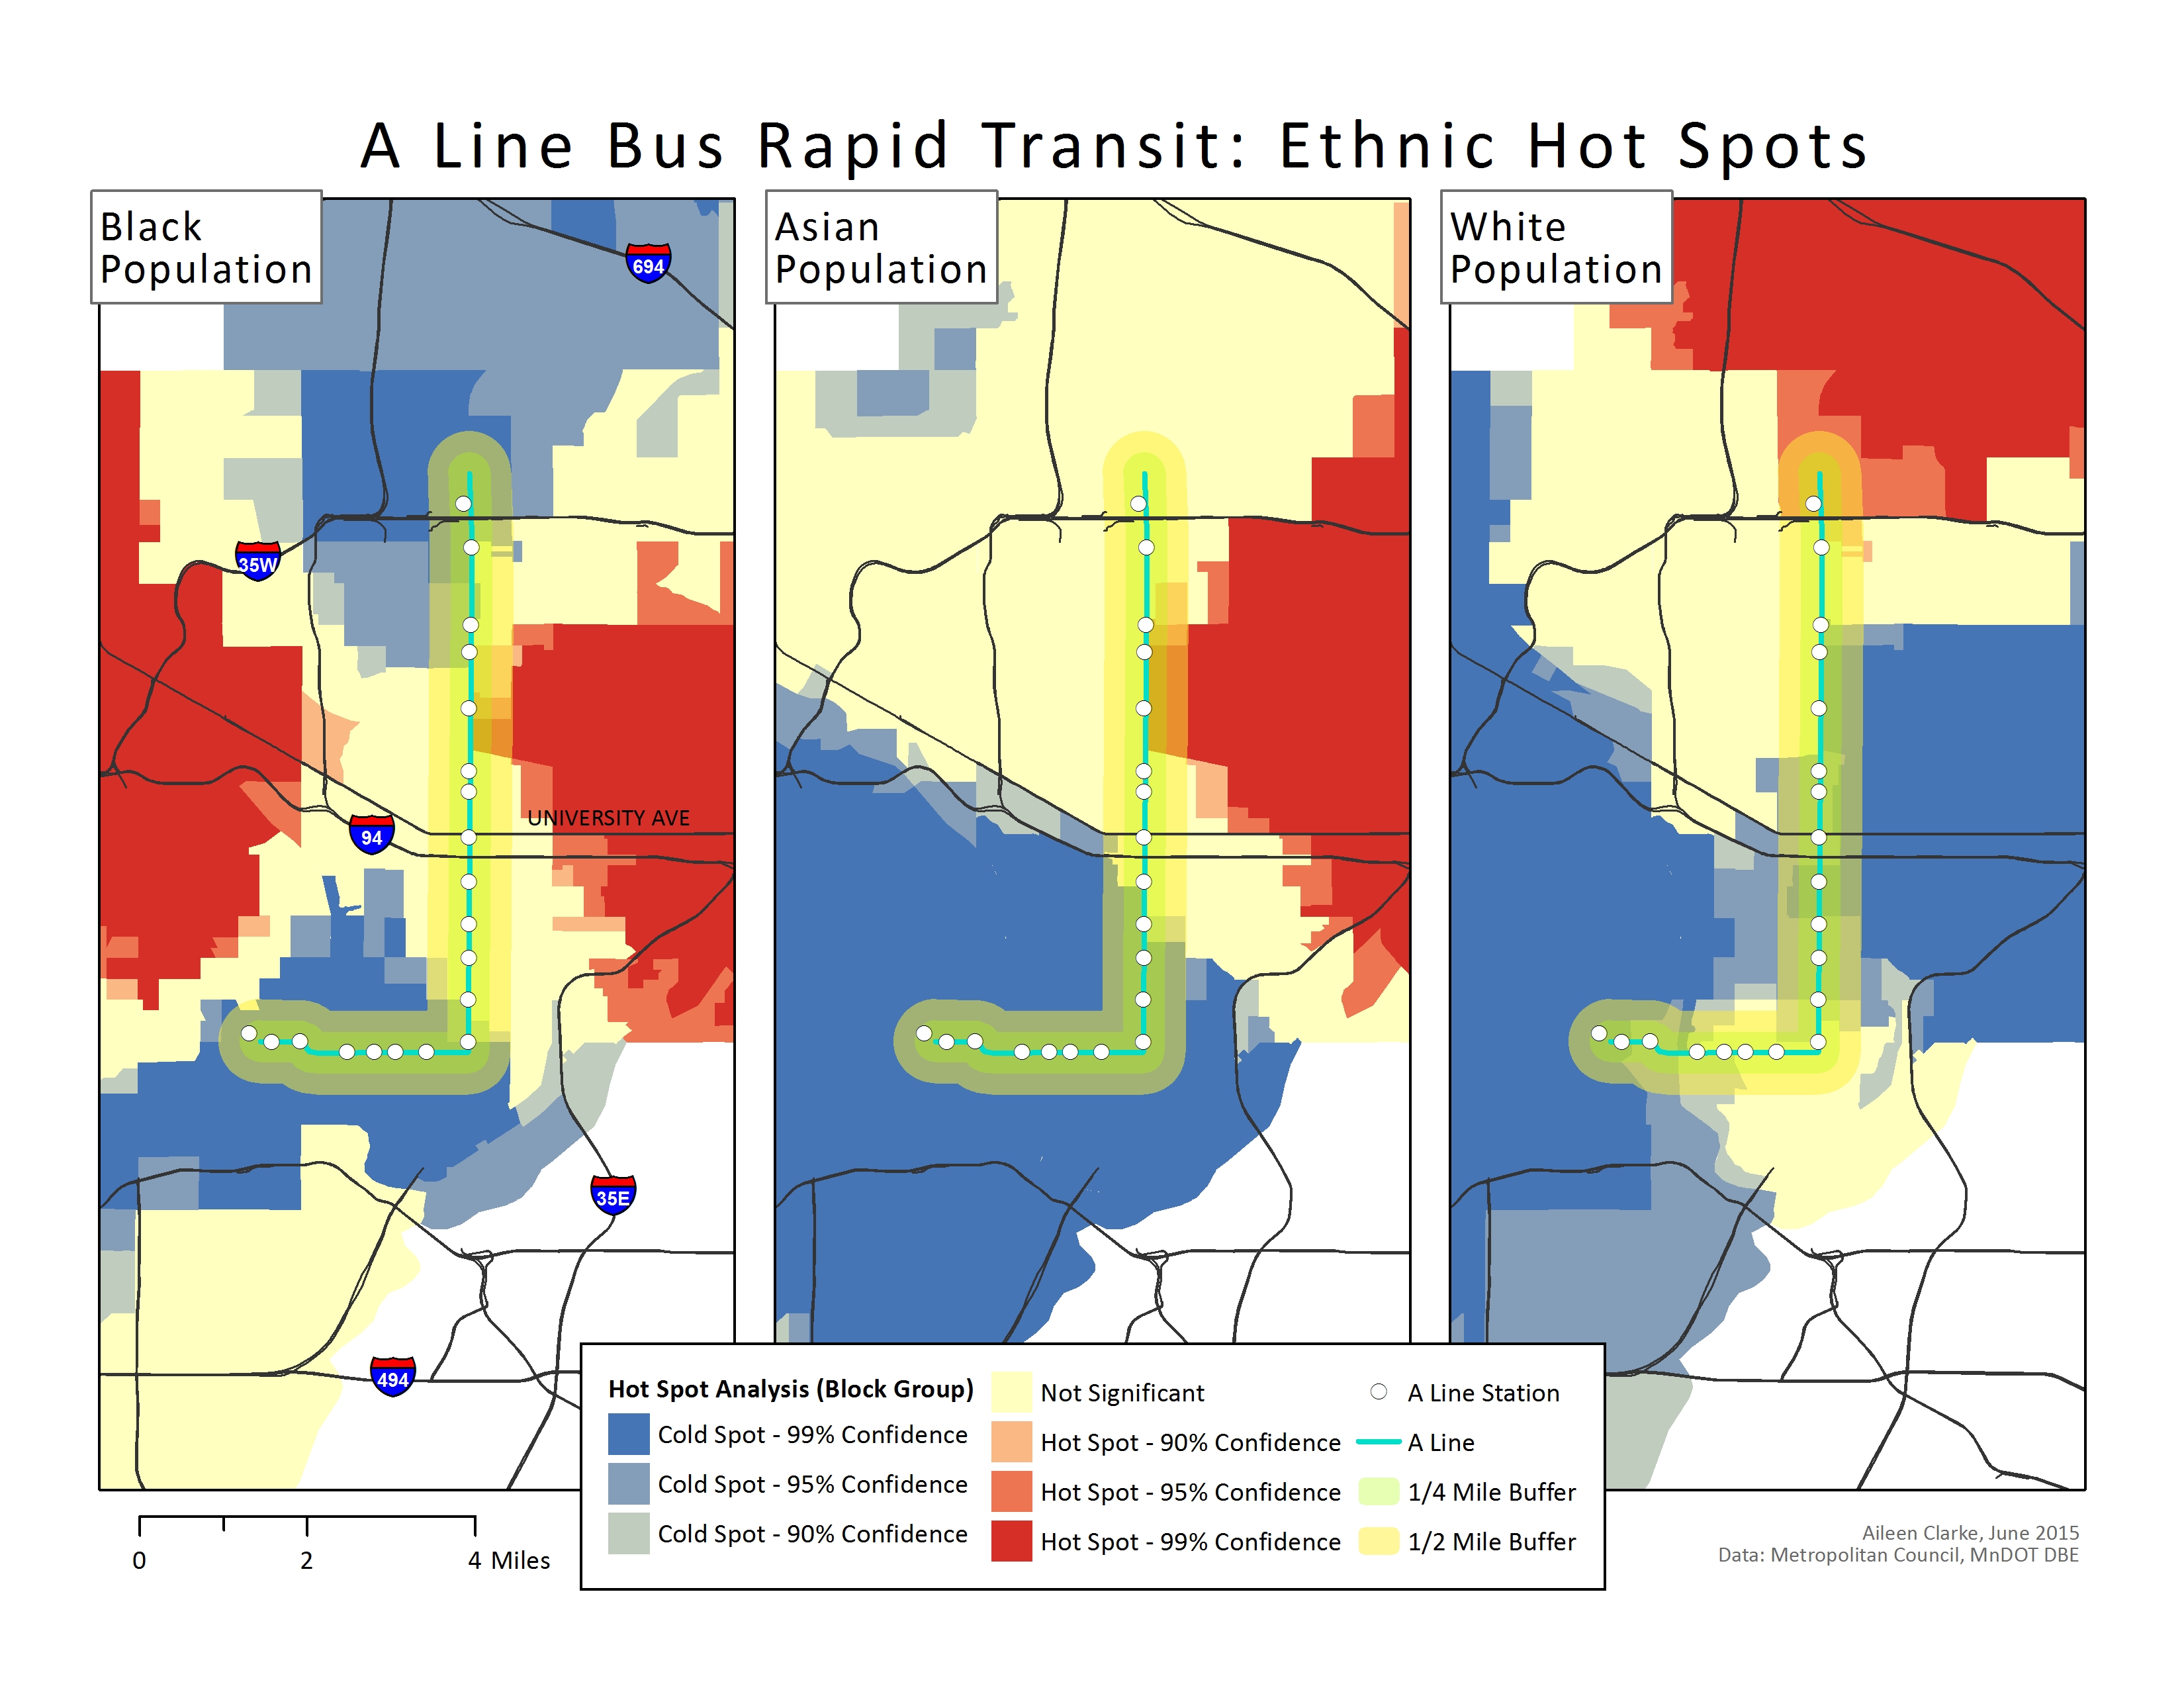 A Line Bus Rapid Transit: Ethnic Hot Spots
Black
Population
Asian
Population
White
Population
694
35W
UNIVERSITY AVE
94
35E
494
Hot Spot Analysis (Block Group)
Cold Spot - 99% Confidence
Cold Spot - 95% Confidence
Cold Spot - 90% Confidence
Not Significant
Hot Spot - 90% Confidence
Hot Spot - 95% Confidence
Hot Spot - 99% Confidence
A Line Station
A Line
1/4 Mile Buffer
1/2 Mile Buffer
0 2 4 Miles
Aileen Clarke, June 2015
Data: Metropolitan Council, MnDOT DBE